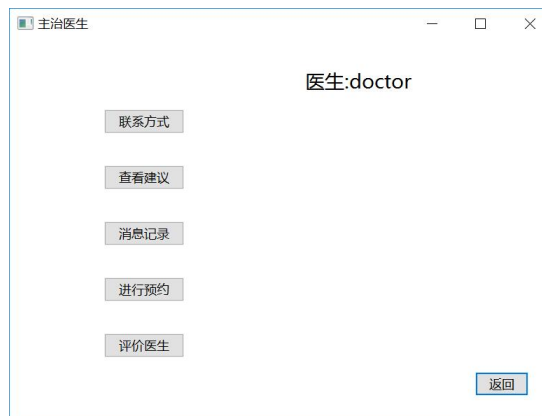 主治医生
医生:doctor
联系方式
查看建议
消息记录
进行预约
评价医生
返回